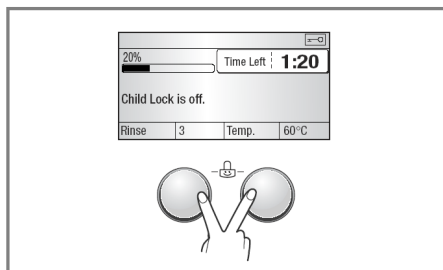 20%
Time Left 1:20
Child Lock is off.
Rinse 3 Temp. 60°C